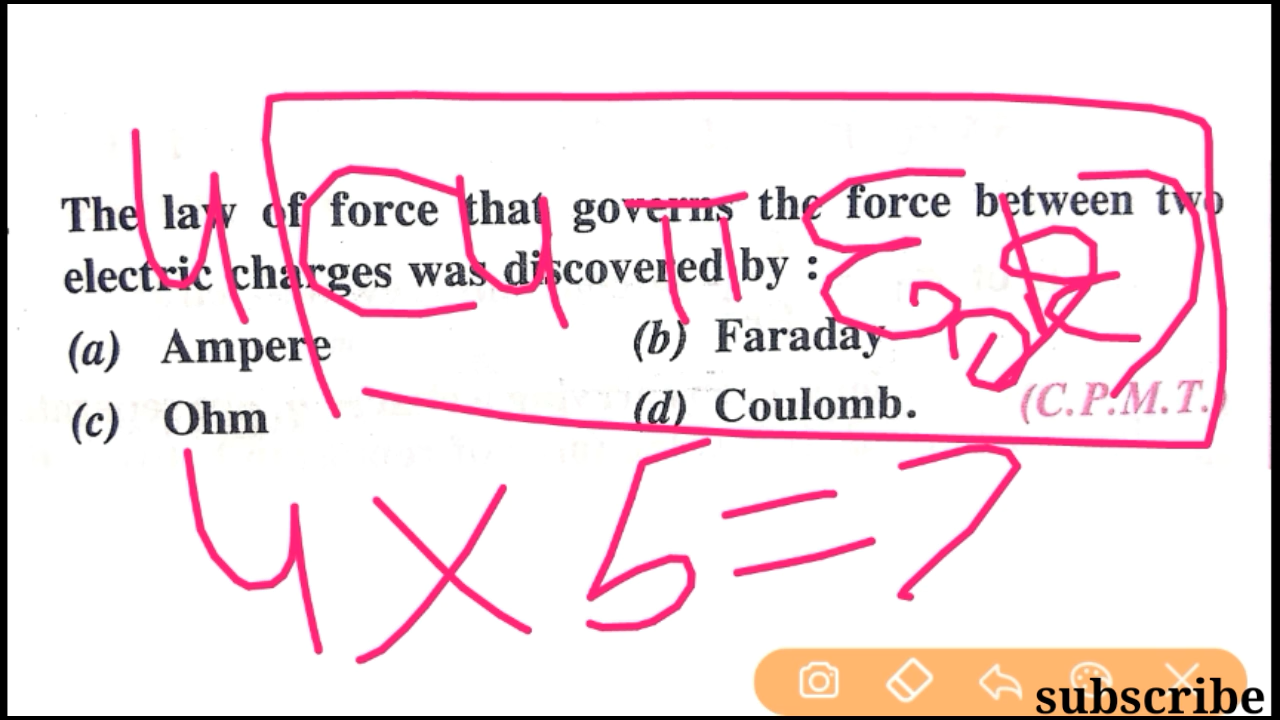 The law of force that governs the force between two
electric charges was discovered by :
(a) Ampere (b) Faraday
(c) Ohm (d) Coulomb. (C.P.M.T.)
4 × 5 = ?
subscribe